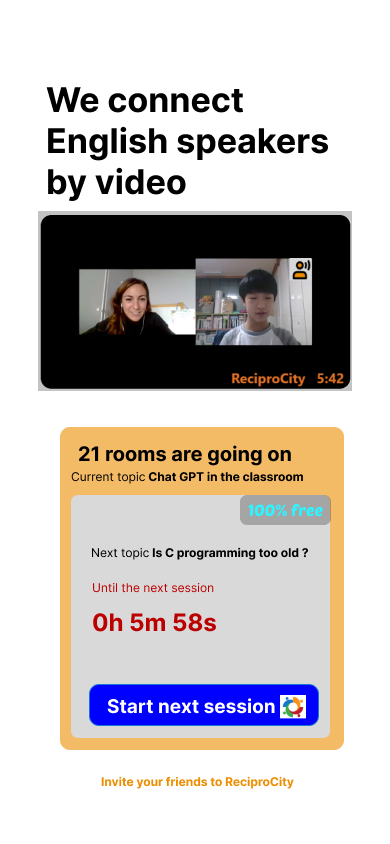 We connect
English speakers
by video
ReciproCity 5:42
21 rooms are going on
Current topic Chat GPT in the classroom
100% free
Next topic Is C programming too old ?
Until the next session
0h 5m 58s
Start next session
Invite your friends to ReciproCity